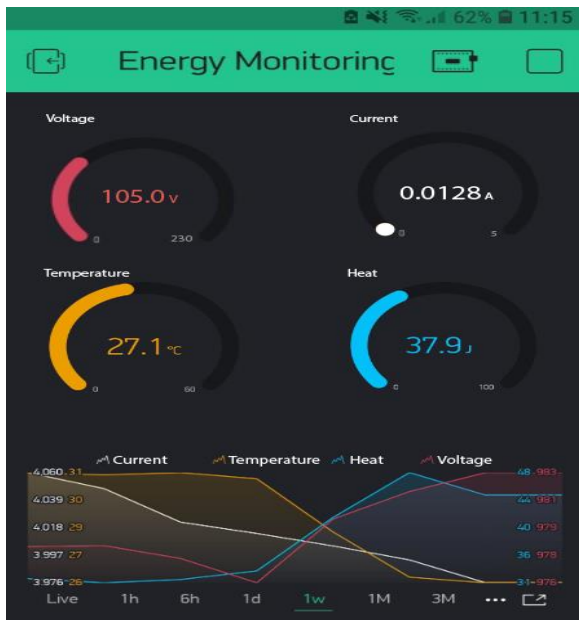 62% 11:15
Energy Monitoring
Voltage Current
105.0 V 0.0128 A
0 230 0 5
Temperature Heat
27.1 °C 37.9 J
0 60 0 100
Current Temperature Heat Voltage
4.060 31 48 983
4.039 30 44 981
4.018 29 40 979
3.997 27 36 978
3.976 26 31 976
Live 1h 6h 1d 1w 1M 3M ...